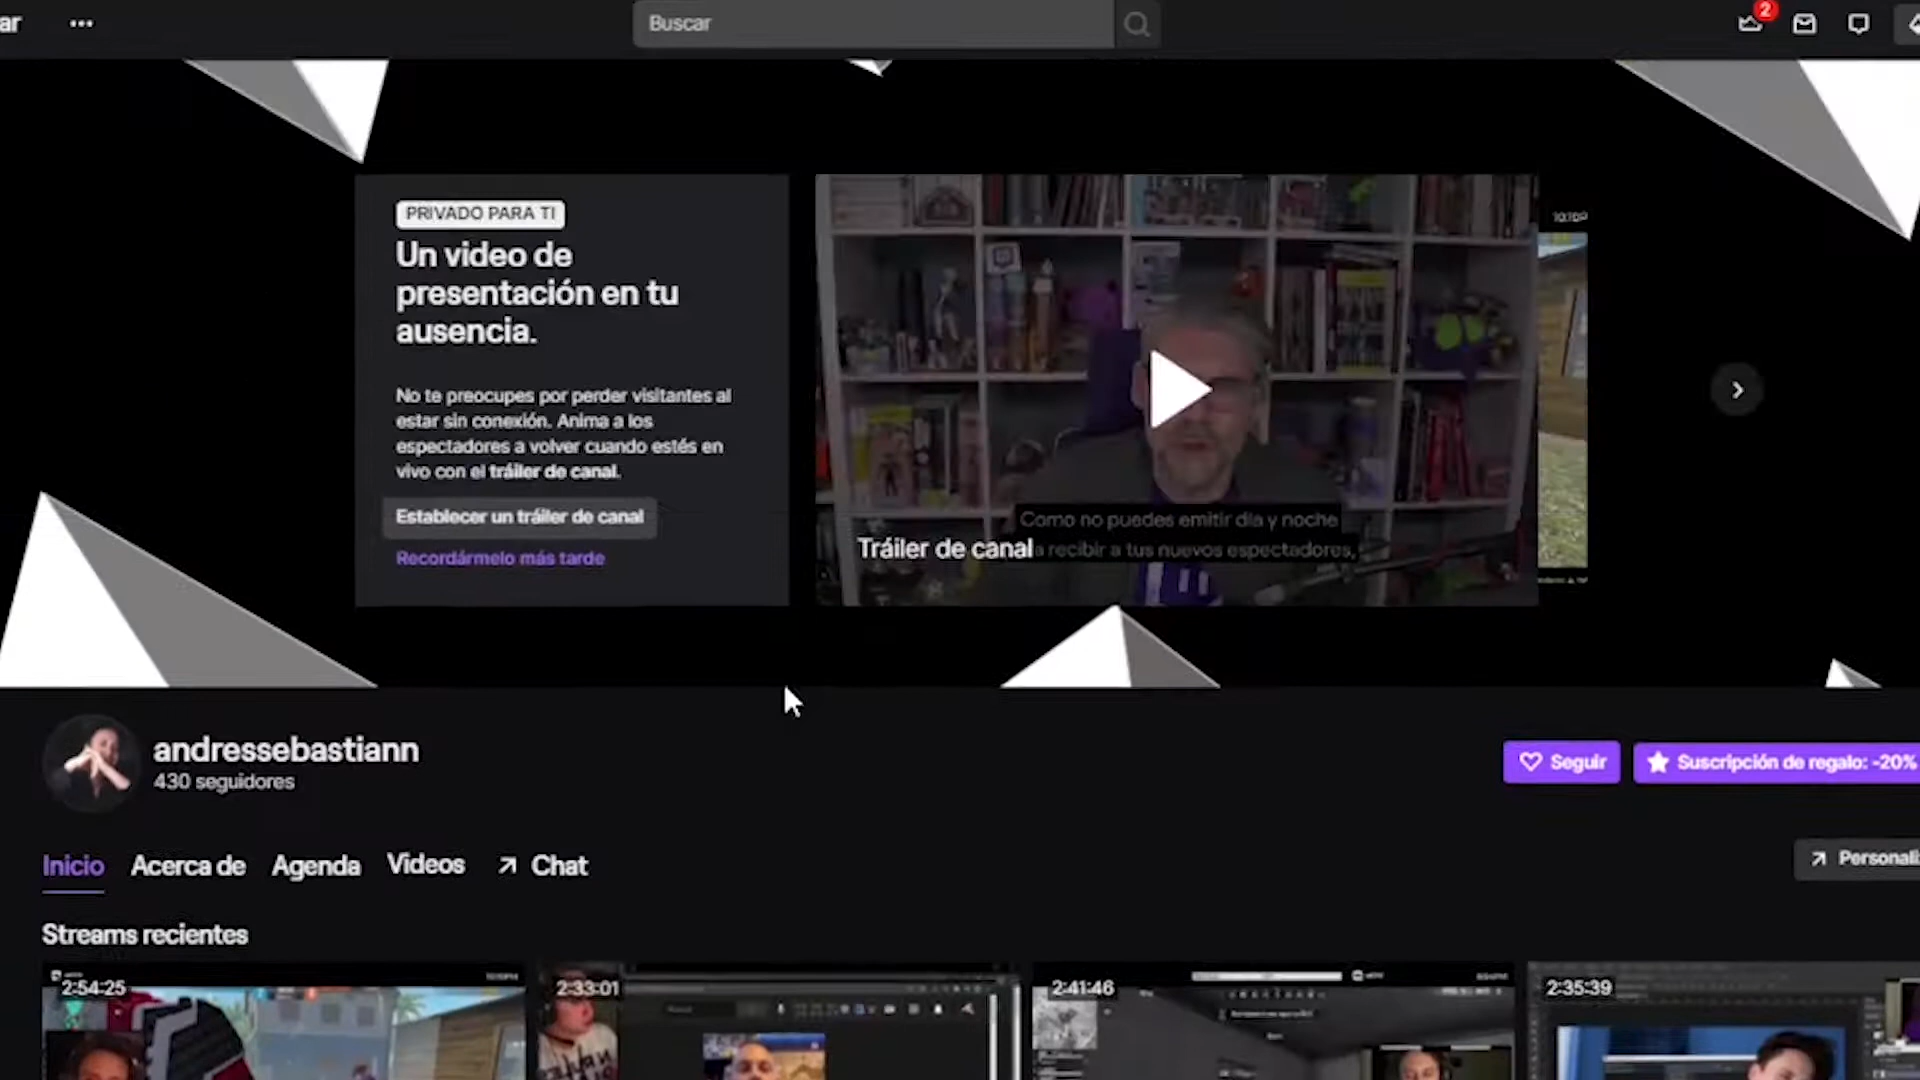 ar
Buscar
2
PRIVADO PARA TI
Un video de
presentación en tu
ausencia.
No te preocupes por perder visitantes al
estar sin conexión. Anima a los
espectadores a volver cuando estés en
vivo con el tráiler de canal.
Establecer un tráiler de canal
Recordármelo más tarde
Como no puedes emitir día y noche
Tráiler de canal
a recibir a tus nuevos espectadores,
andressebastiann
430 seguidores
Seguir
Suscripción de regalo: -20%
Inicio
Acerca de
Agenda
Videos
Chat
Personali
Streams recientes
2:54:25
2:33:01
2:41:46
2:35:39